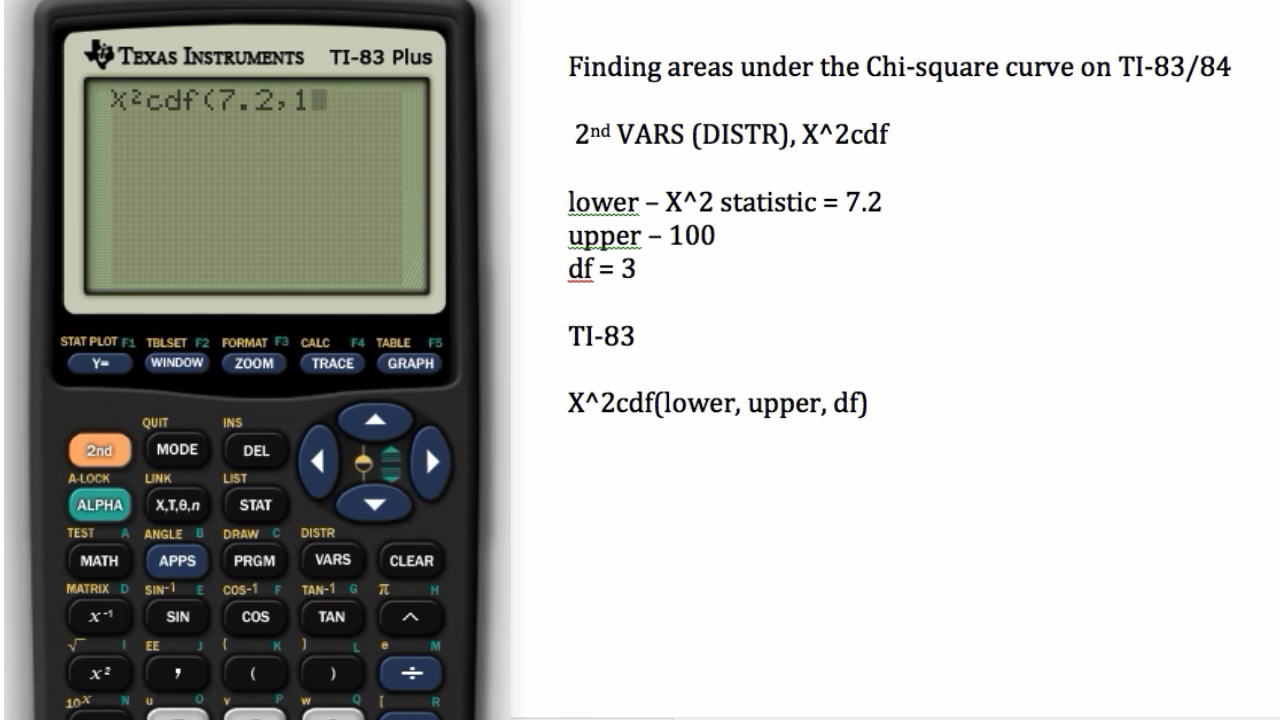 TEXAS INSTRUMENTS TI-83 Plus
X²cdf(7.2,1
STAT PLOT F1 TBLSET F2 FORMAT F3 CALC F4 TABLE F5
Y= WINDOW ZOOM TRACE GRAPH
QUIT INS
2nd MODE DEL
A-LOCK LINK LIST
ALPHA X,T,θ,n STAT
TEST A ANGLE B DRAW C DISTR
MATH APPS PRGM VARS CLEAR
MATRIX D SIN-1 E COS-1 F TAN-1 G π H
x-1 SIN COS TAN ^
√ I EE J { K } L e M
x² , ( ) ÷
10x N u O v P w Q [ R
Finding areas under the Chi-square curve on TI-83/84
2nd VARS (DISTR), X^2cdf
lower – X^2 statistic = 7.2
upper – 100
df = 3
TI-83
X^2cdf(lower, upper, df)